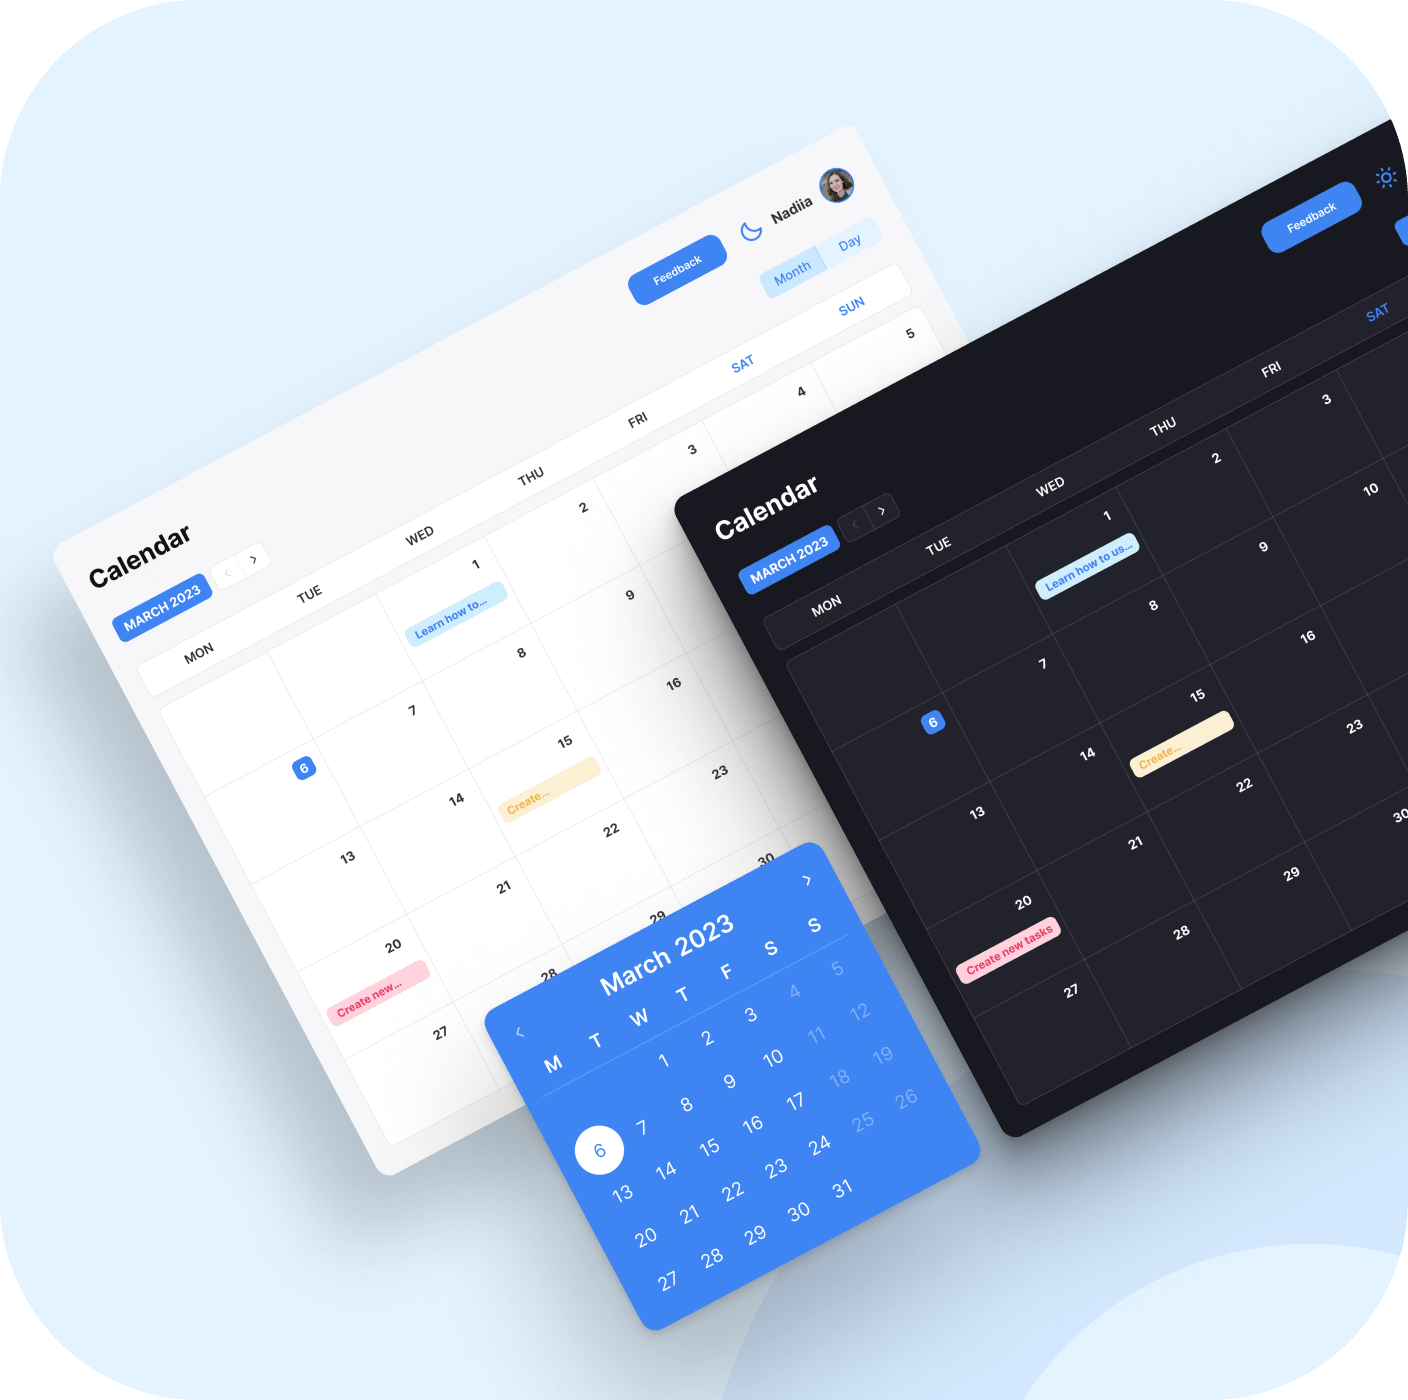 Nadiia
Feedback
Month Day
Calendar
MARCH 2023
MON TUE WED THU FRI SAT SUN
1 2 3 4 5
Learn how to...
6 7 8 9
13 14 15 16
Create...
20 21 22 23
Create new...
27 28 29 30
Feedback
Calendar
MARCH 2023
MON TUE WED THU FRI SAT
1 2 3
Learn how to us...
6 7 8 9 10
13 14 15 16
Create...
20 21 22 23
Create new tasks
27 28 29 30
March 2023
M T W T F S S
1 2 3 4 5
6 7 8 9 10 11 12
13 14 15 16 17 18 19
20 21 22 23 24 25 26
27 28 29 30 31